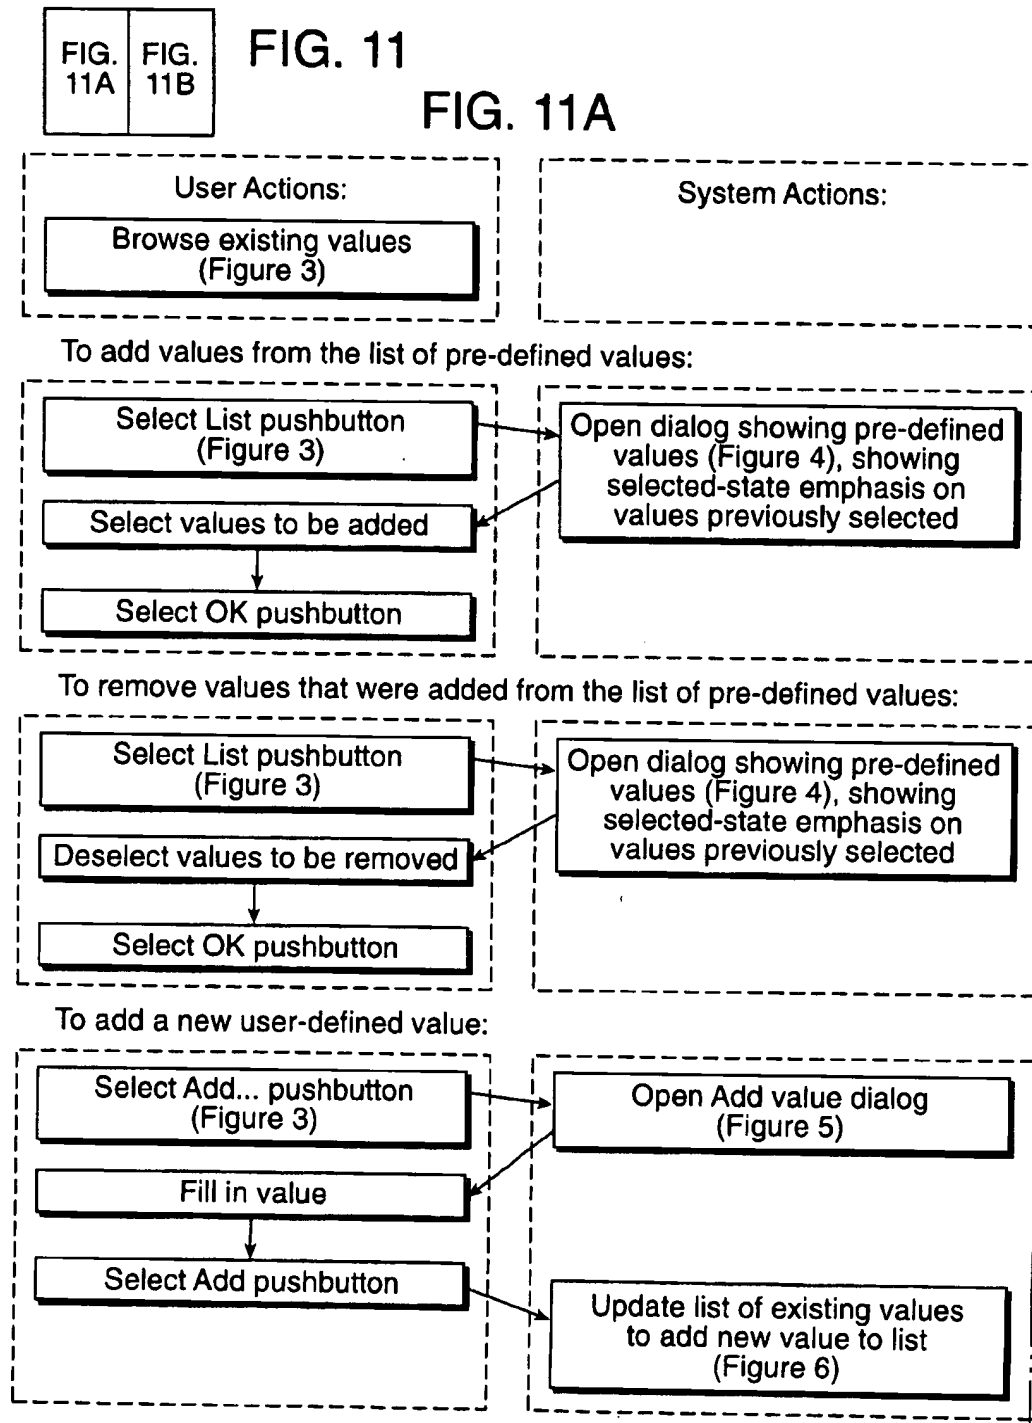 FIG. 11A
FIG. 11B
FIG. 11
FIG. 11A
User Actions:
Browse existing values
(Figure 3)
System Actions:
To add values from the list of pre-defined values:
Select List pushbutton
(Figure 3)
Select values to be added
Select OK pushbutton
Open dialog showing pre-defined
values (Figure 4), showing
selected-state emphasis on
values previously selected
To remove values that were added from the list of pre-defined values:
Select List pushbutton
(Figure 3)
Deselect values to be removed
Select OK pushbutton
Open dialog showing pre-defined
values (Figure 4), showing
selected-state emphasis on
values previously selected
To add a new user-defined value:
Select Add... pushbutton
(Figure 3)
Fill in value
Select Add pushbutton
Open Add value dialog
(Figure 5)
Update list of existing values
to add new value to list
(Figure 6)